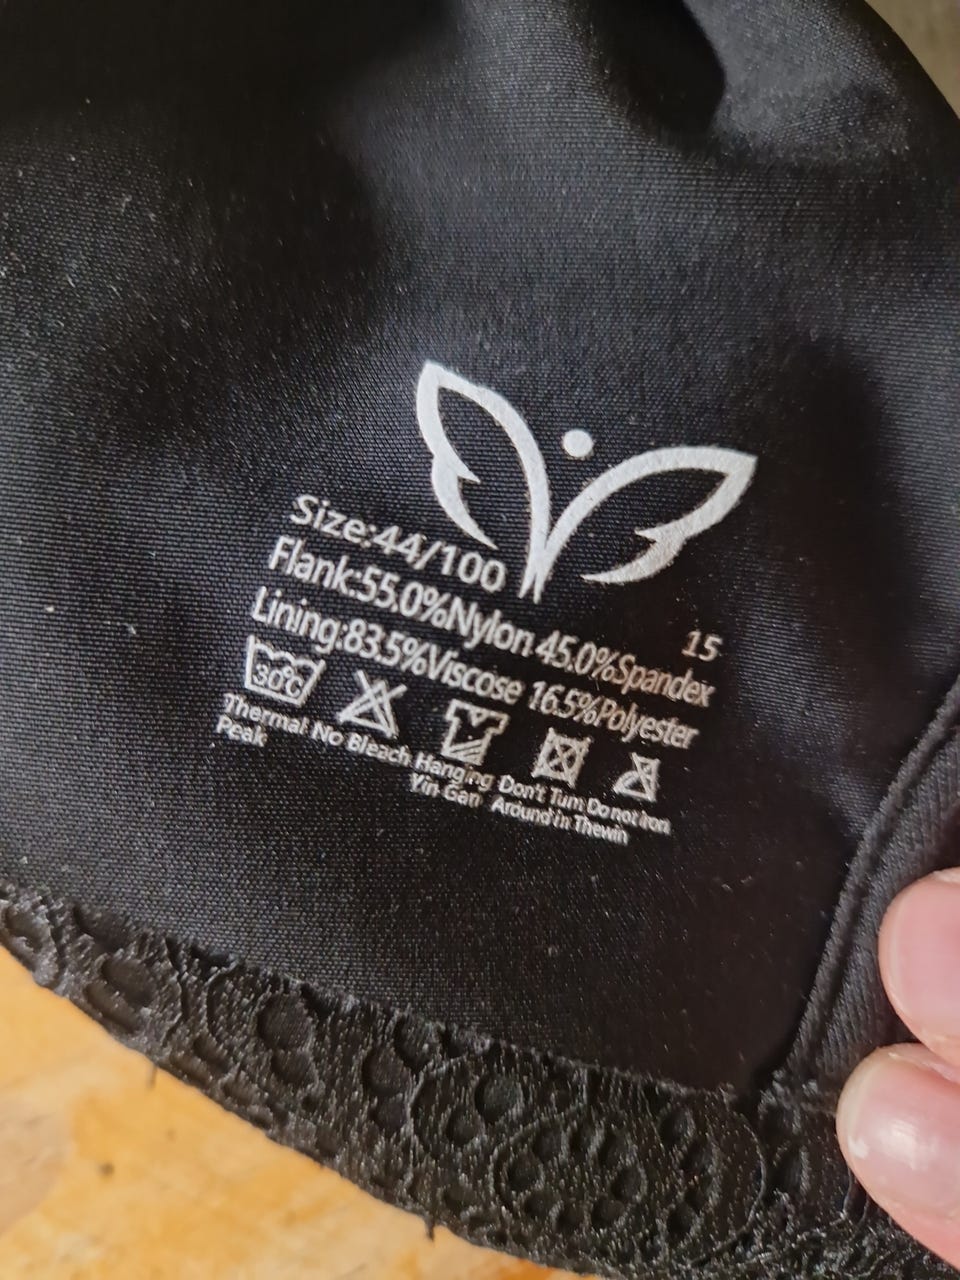 Size:44/100
15
Flank:55.0%Nylon 45.0%Spandex
Lining:83.5%Viscose 16.5%Polyester
30°C
Thermal No Bleach Hanging Don't Turn Do not Iron
Peak Yin Gan Around in Thewin